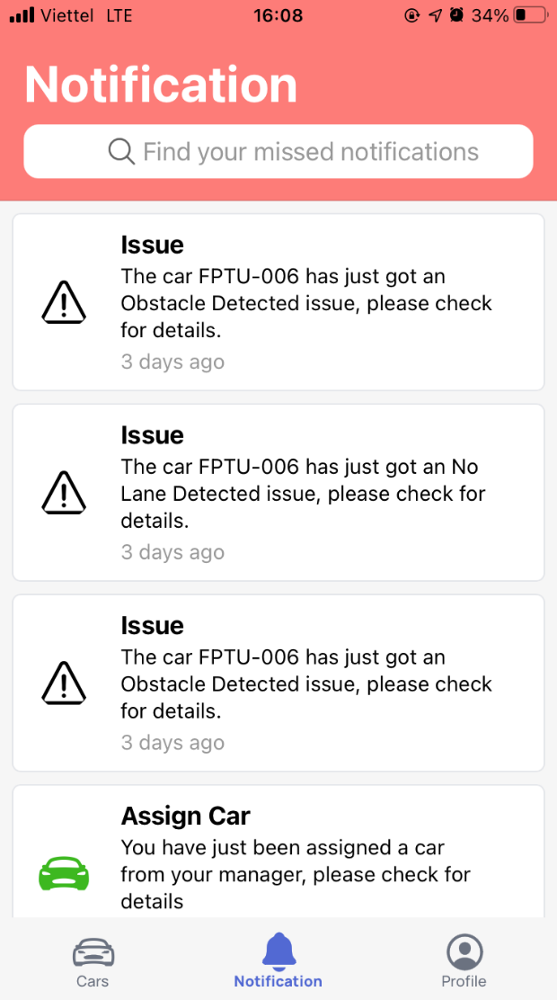 Viettel LTE 16:08 34%
Notification
Find your missed notifications
Issue
The car FPTU-006 has just got an
Obstacle Detected issue, please check
for details.
3 days ago
Issue
The car FPTU-006 has just got an No
Lane Detected issue, please check for
details.
3 days ago
Issue
The car FPTU-006 has just got an
Obstacle Detected issue, please check
for details.
3 days ago
Assign Car
You have just been assigned a car
from your manager, please check for
details
Cars Notification Profile